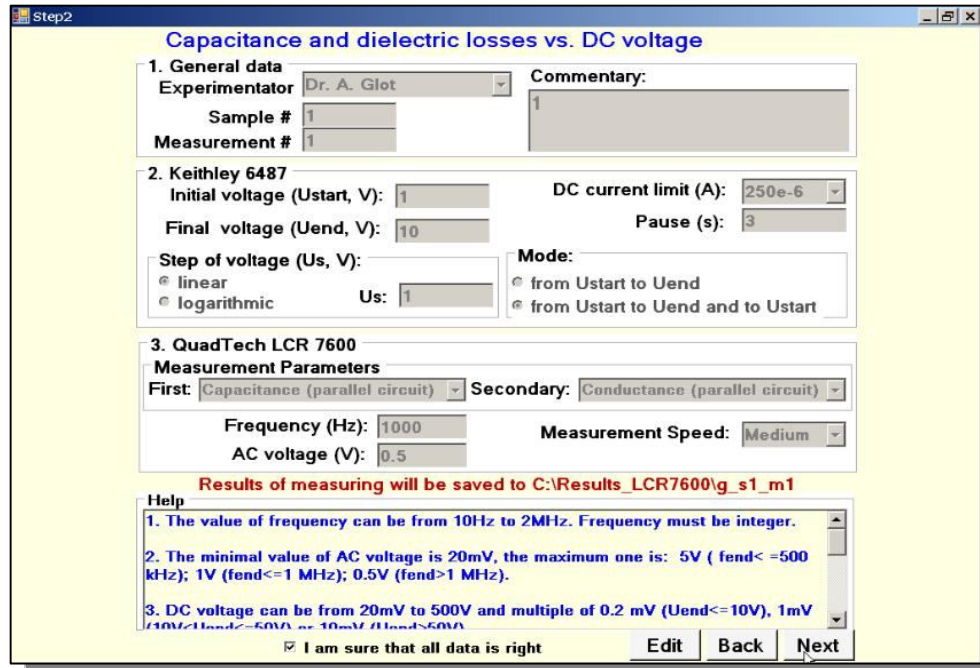 Step2
Capacitance and dielectric losses vs. DC voltage
1. General data
Experimentator Dr. A. Glot
Sample # 1
Measurement # 1
Commentary:
1
2. Keithley 6487
Initial voltage (Ustart, V): 1
Final voltage (Uend, V): 10
DC current limit (A): 250e-6
Pause (s): 3
Step of voltage (Us, V):
linear
logarithmic
Us: 1
Mode:
from Ustart to Uend
from Ustart to Uend and to Ustart
3. QuadTech LCR 7600
Measurement Parameters
First: Capacitance (parallel circuit) Secondary: Conductance (parallel circuit)
Frequency (Hz): 1000
AC voltage (V): 0.5
Measurement Speed: Medium
Results of measuring will be saved to C:\Results_LCR7600\g_s1_m1
Help
1. The value of frequency can be from 10Hz to 2MHz. Frequency must be integer.
2. The minimal value of AC voltage is 20mV, the maximum one is: 5V ( fend< =500
kHz); 1V (fend<=1 MHz); 0.5V (fend>1 MHz).
3. DC voltage can be from 20mV to 500V and multiple of 0.2 mV (Uend<=10V), 1mV
(10V<Uend<=50V) or 10mV (Uend>50V)
I am sure that all data is right
Edit Back Next